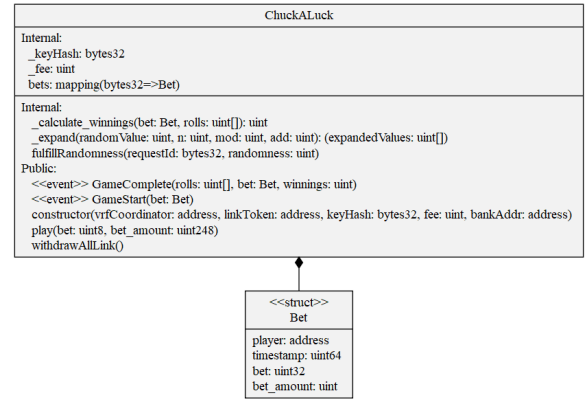 ChuckALuck
Internal:
_keyHash: bytes32
_fee: uint
bets: mapping(bytes32=>Bet)
Internal:
_calculate_winnings(bet: Bet, rolls: uint[]): uint
_expand(randomValue: uint, n: uint, mod: uint, add: uint): (expandedValues: uint[])
fulfillRandomness(requestId: bytes32, randomness: uint)
Public:
<<event>> GameComplete(rolls: uint[], bet: Bet, winnings: uint)
<<event>> GameStart(bet: Bet)
constructor(vrfCoordinator: address, linkToken: address, keyHash: bytes32, fee: uint, bankAddr: address)
play(bet: uint8, bet_amount: uint248)
withdrawAllLink()
<<struct>>
Bet
player: address
timestamp: uint64
bet: uint32
bet_amount: uint